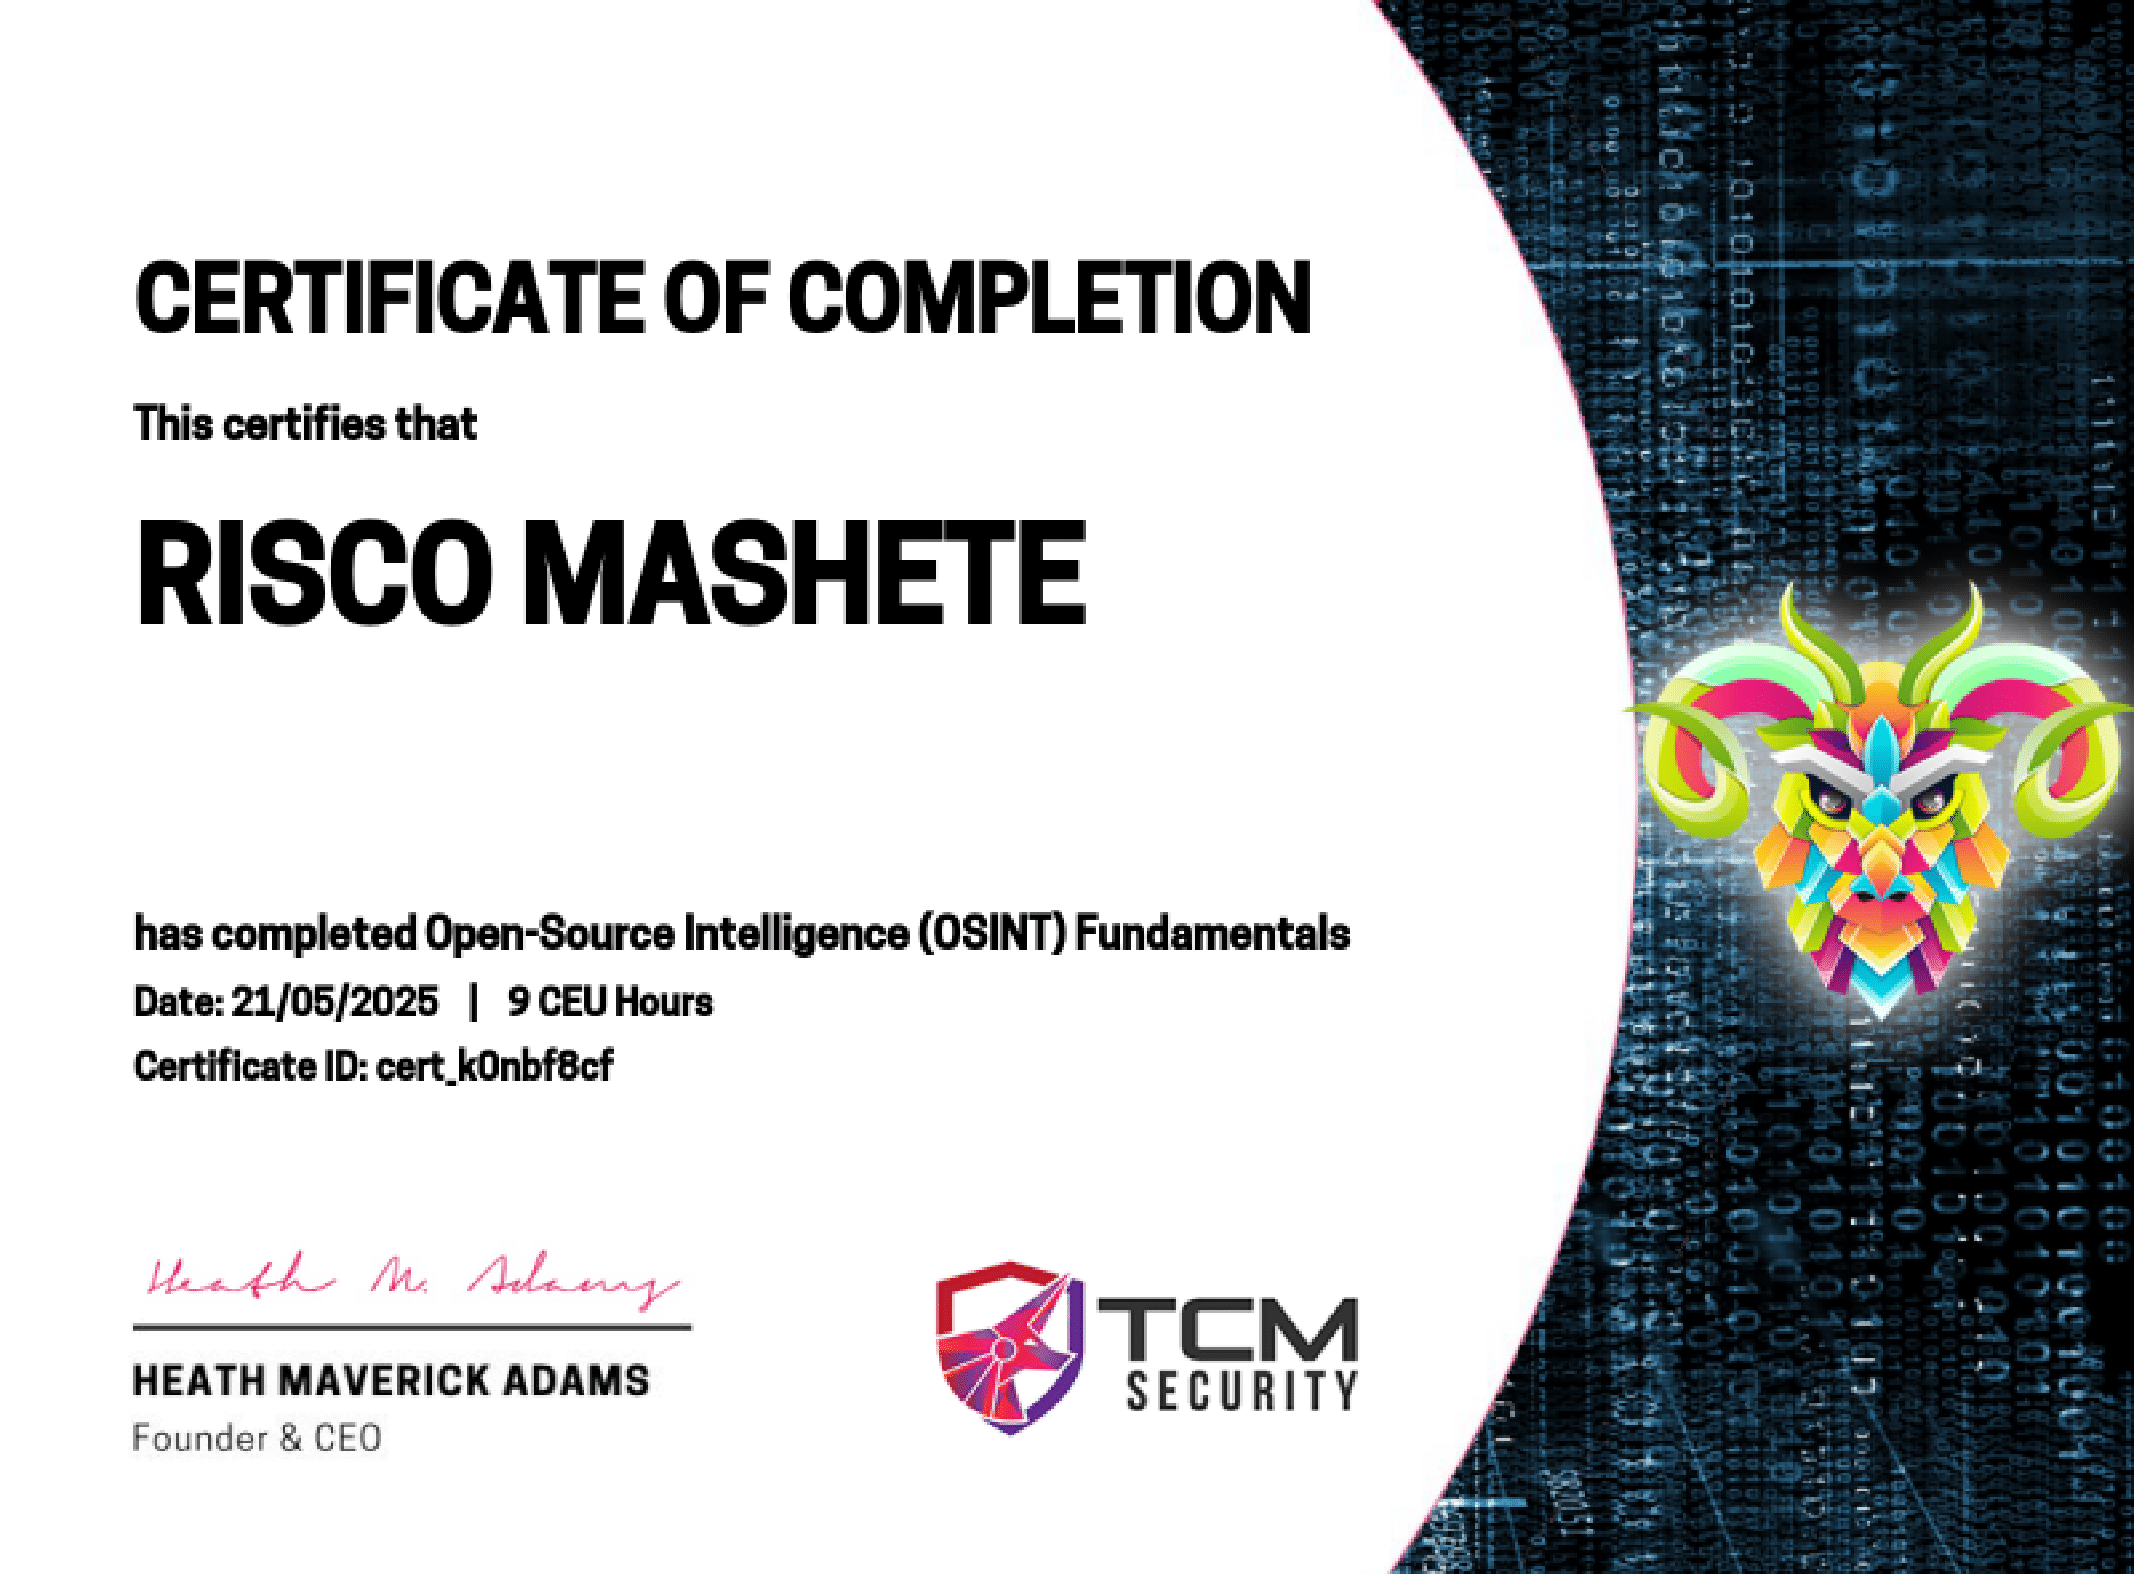 CERTIFICATE OF COMPLETION
This certifies that
RISCO MASHETE
has completed Open-Source Intelligence (OSINT) Fundamentals
Date: 21/05/2025 | 9 CEU Hours
Certificate ID: cert_k0nbf8cf
Heath M. Adams
HEATH MAVERICK ADAMS
Founder & CEO
TCM
SECURITY